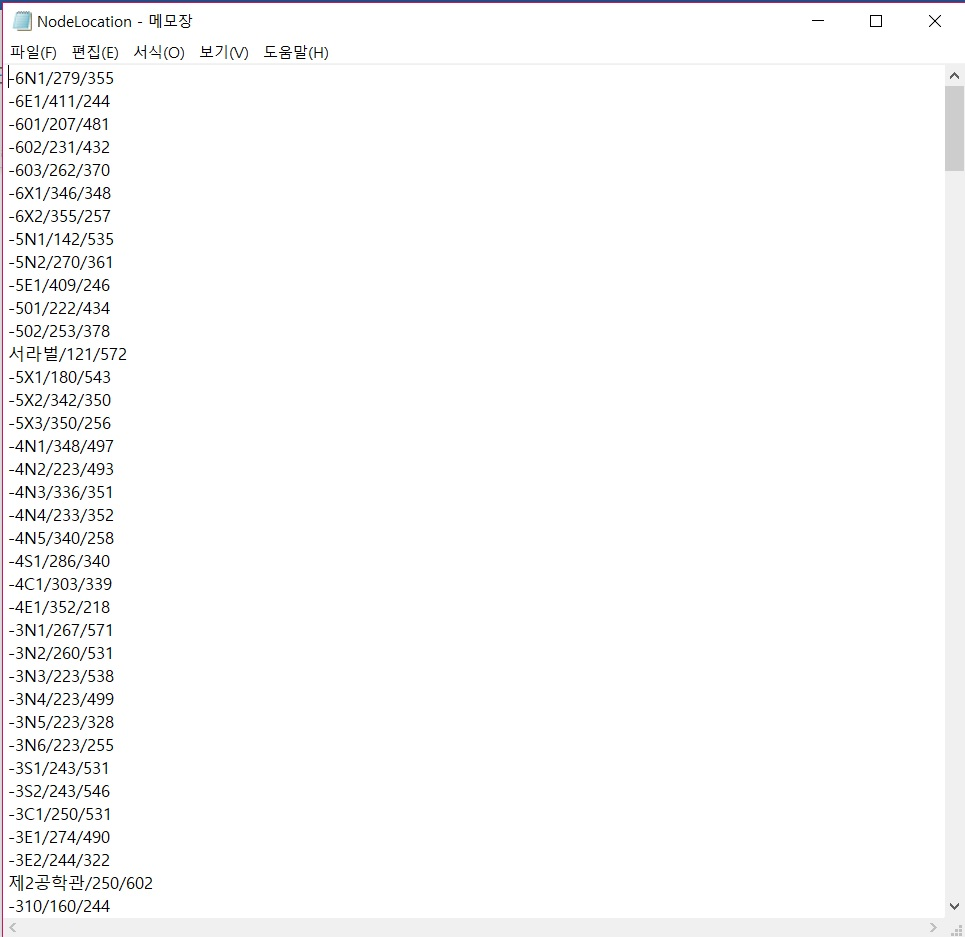 NodeLocation - 메모장
파일(F) 편집(E) 서식(O) 보기(V) 도움말(H)
-6N1/279/355
-6E1/411/244
-601/207/481
-602/231/432
-603/262/370
-6X1/346/348
-6X2/355/257
-5N1/142/535
-5N2/270/361
-5E1/409/246
-501/222/434
-502/253/378
서라벌/121/572
-5X1/180/543
-5X2/342/350
-5X3/350/256
-4N1/348/497
-4N2/223/493
-4N3/336/351
-4N4/233/352
-4N5/340/258
-4S1/286/340
-4C1/303/339
-4E1/352/218
-3N1/267/571
-3N2/260/531
-3N3/223/538
-3N4/223/499
-3N5/223/328
-3N6/223/255
-3S1/243/531
-3S2/243/546
-3C1/250/531
-3E1/274/490
-3E2/244/322
제2공학관/250/602
-310/160/244